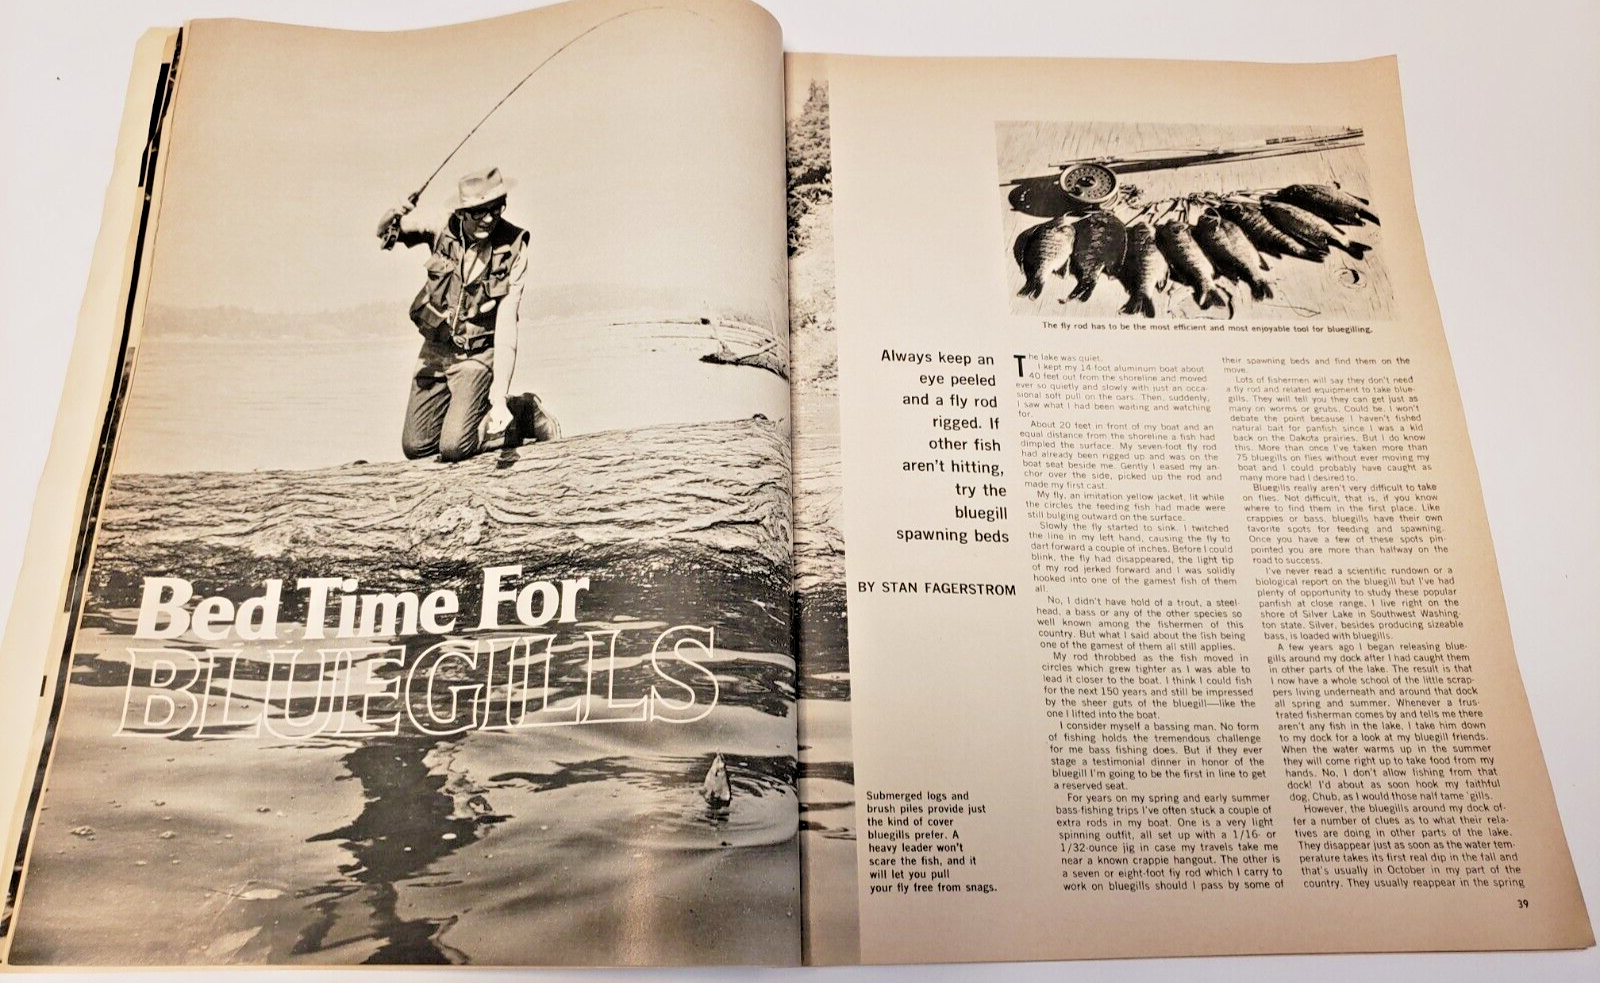 Bed Time For
BLUEGILLS
The fly rod has to be the most efficient and most enjoyable tool for bluegilling.
Always keep an
eye peeled
and a fly rod
rigged. If
other fish
aren't hitting,
try the
bluegill
spawning beds
BY STAN FAGERSTROM
Submerged logs and
brush piles provide just
the kind of cover
bluegills prefer. A
heavy leader won't
scare the fish, and it
will let you pull
your fly free from snags.
The lake was quiet.
I kept my 14 foot aluminum boat about
40 feet out from the shoreline and moved
ever so quietly and slowly with just an occa-
sional soft pull on the oars. Then, suddenly,
I saw what I had been waiting and watching
for.
About 20 feet in front of my boat and an
equal distance from the shoreline a fish had
dimpled the surface. My seven-foot fly rod
had already been rigged up and was on the
boat seat beside me. Gently I eased my an-
chor over the side, picked up the rod and
made my first cast.
My fly, an imitation yellow jacket, lit while
the circles the feeding fish had made were
still bulging outward on the surface.
Slowly the fly started to sink. I twitched
the line in my left hand, causing the fly to
dart forward a couple of inches. Before I could
blink, the fly had disappeared, the light tip
of my rod jerked forward and I was solidly
hooked into one of the gamest fish of them
all.
No, I didn't have hold of a trout, a steel-
head, a bass or any of the other species so
well known among the fishermen of this
country. But what I said about the fish being
one of the gamest of them all still applies.
My rod throbbed as the fish moved in
circles which grew tighter as I was able to
lead it closer to the boat. I think I could fish
for the next 150 years and still be impressed
by the sheer guts of the bluegill—like the
one I lifted into the boat.
I consider myself a bassing man. No form
of fishing holds the tremendous challenge
for me bass fishing does. But if they ever
stage a testimonial dinner in honor of the
bluegill I'm going to be the first in line to get
a reserved seat.
For years on my spring and early summer
bass-fishing trips I've often stuck a couple of
extra rods in my boat. One is a very light
spinning outfit, all set up with a 1/16- or
1/32-ounce jig in case my travels take me
near a known crappie hangout. The other is
a seven or eight-foot fly rod which I carry to
work on bluegills should I pass by some of
their spawning beds and find them on the
move.
Lots of fishermen will say they don't need
a fly rod and related equipment to take blue-
gills. They will tell you they can get just as
many on worms or grubs. Could be. I won't
debate the point because I haven't fished
natural bait for panfish since I was a kid
back on the Dakota prairies. But I do know
this. More than once I've taken more than
75 bluegills on flies without ever moving my
boat and I could probably have caught as
many more had I desired to.
Bluegills really aren't very difficult to take
on flies. Not difficult, that is, if you know
where to find them in the first place. Like
crappies or bass, bluegills have their own
favorite spots for feeding and spawning.
Once you have a few of these spots pin-
pointed you are more than halfway on the
road to success.
I've never read a scientific rundown or a
biological report on the bluegill but I've had
plenty of opportunity to study these popular
panfish at close range. I live right on the
shore of Silver Lake in Southwest Washing-
ton state. Silver, besides producing sizeable
bass, is loaded with bluegills.
A few years ago I began releasing blue-
gills around my dock after I had caught them
in other parts of the lake. The result is that
I now have a whole school of the little scrap-
pers living underneath and around that dock
all spring and summer. Whenever a frus-
trated fisherman comes by and tells me there
aren't any fish in the lake, I take him down
to my dock for a look at my bluegill friends.
When the water warms up in the summer
they will come right up to take food from my
hands. No, I don't allow fishing from that
dock! I'd about as soon hook my faithful
dog, Chub, as I would those half tame 'gills.
However, the bluegills around my dock of-
fer a number of clues as to what their rela-
tives are doing in other parts of the lake.
They disappear just as soon as the water tem-
perature takes its first real dip in the fall and
that's usually in October in my part of the
country. They usually reappear in the spring
39